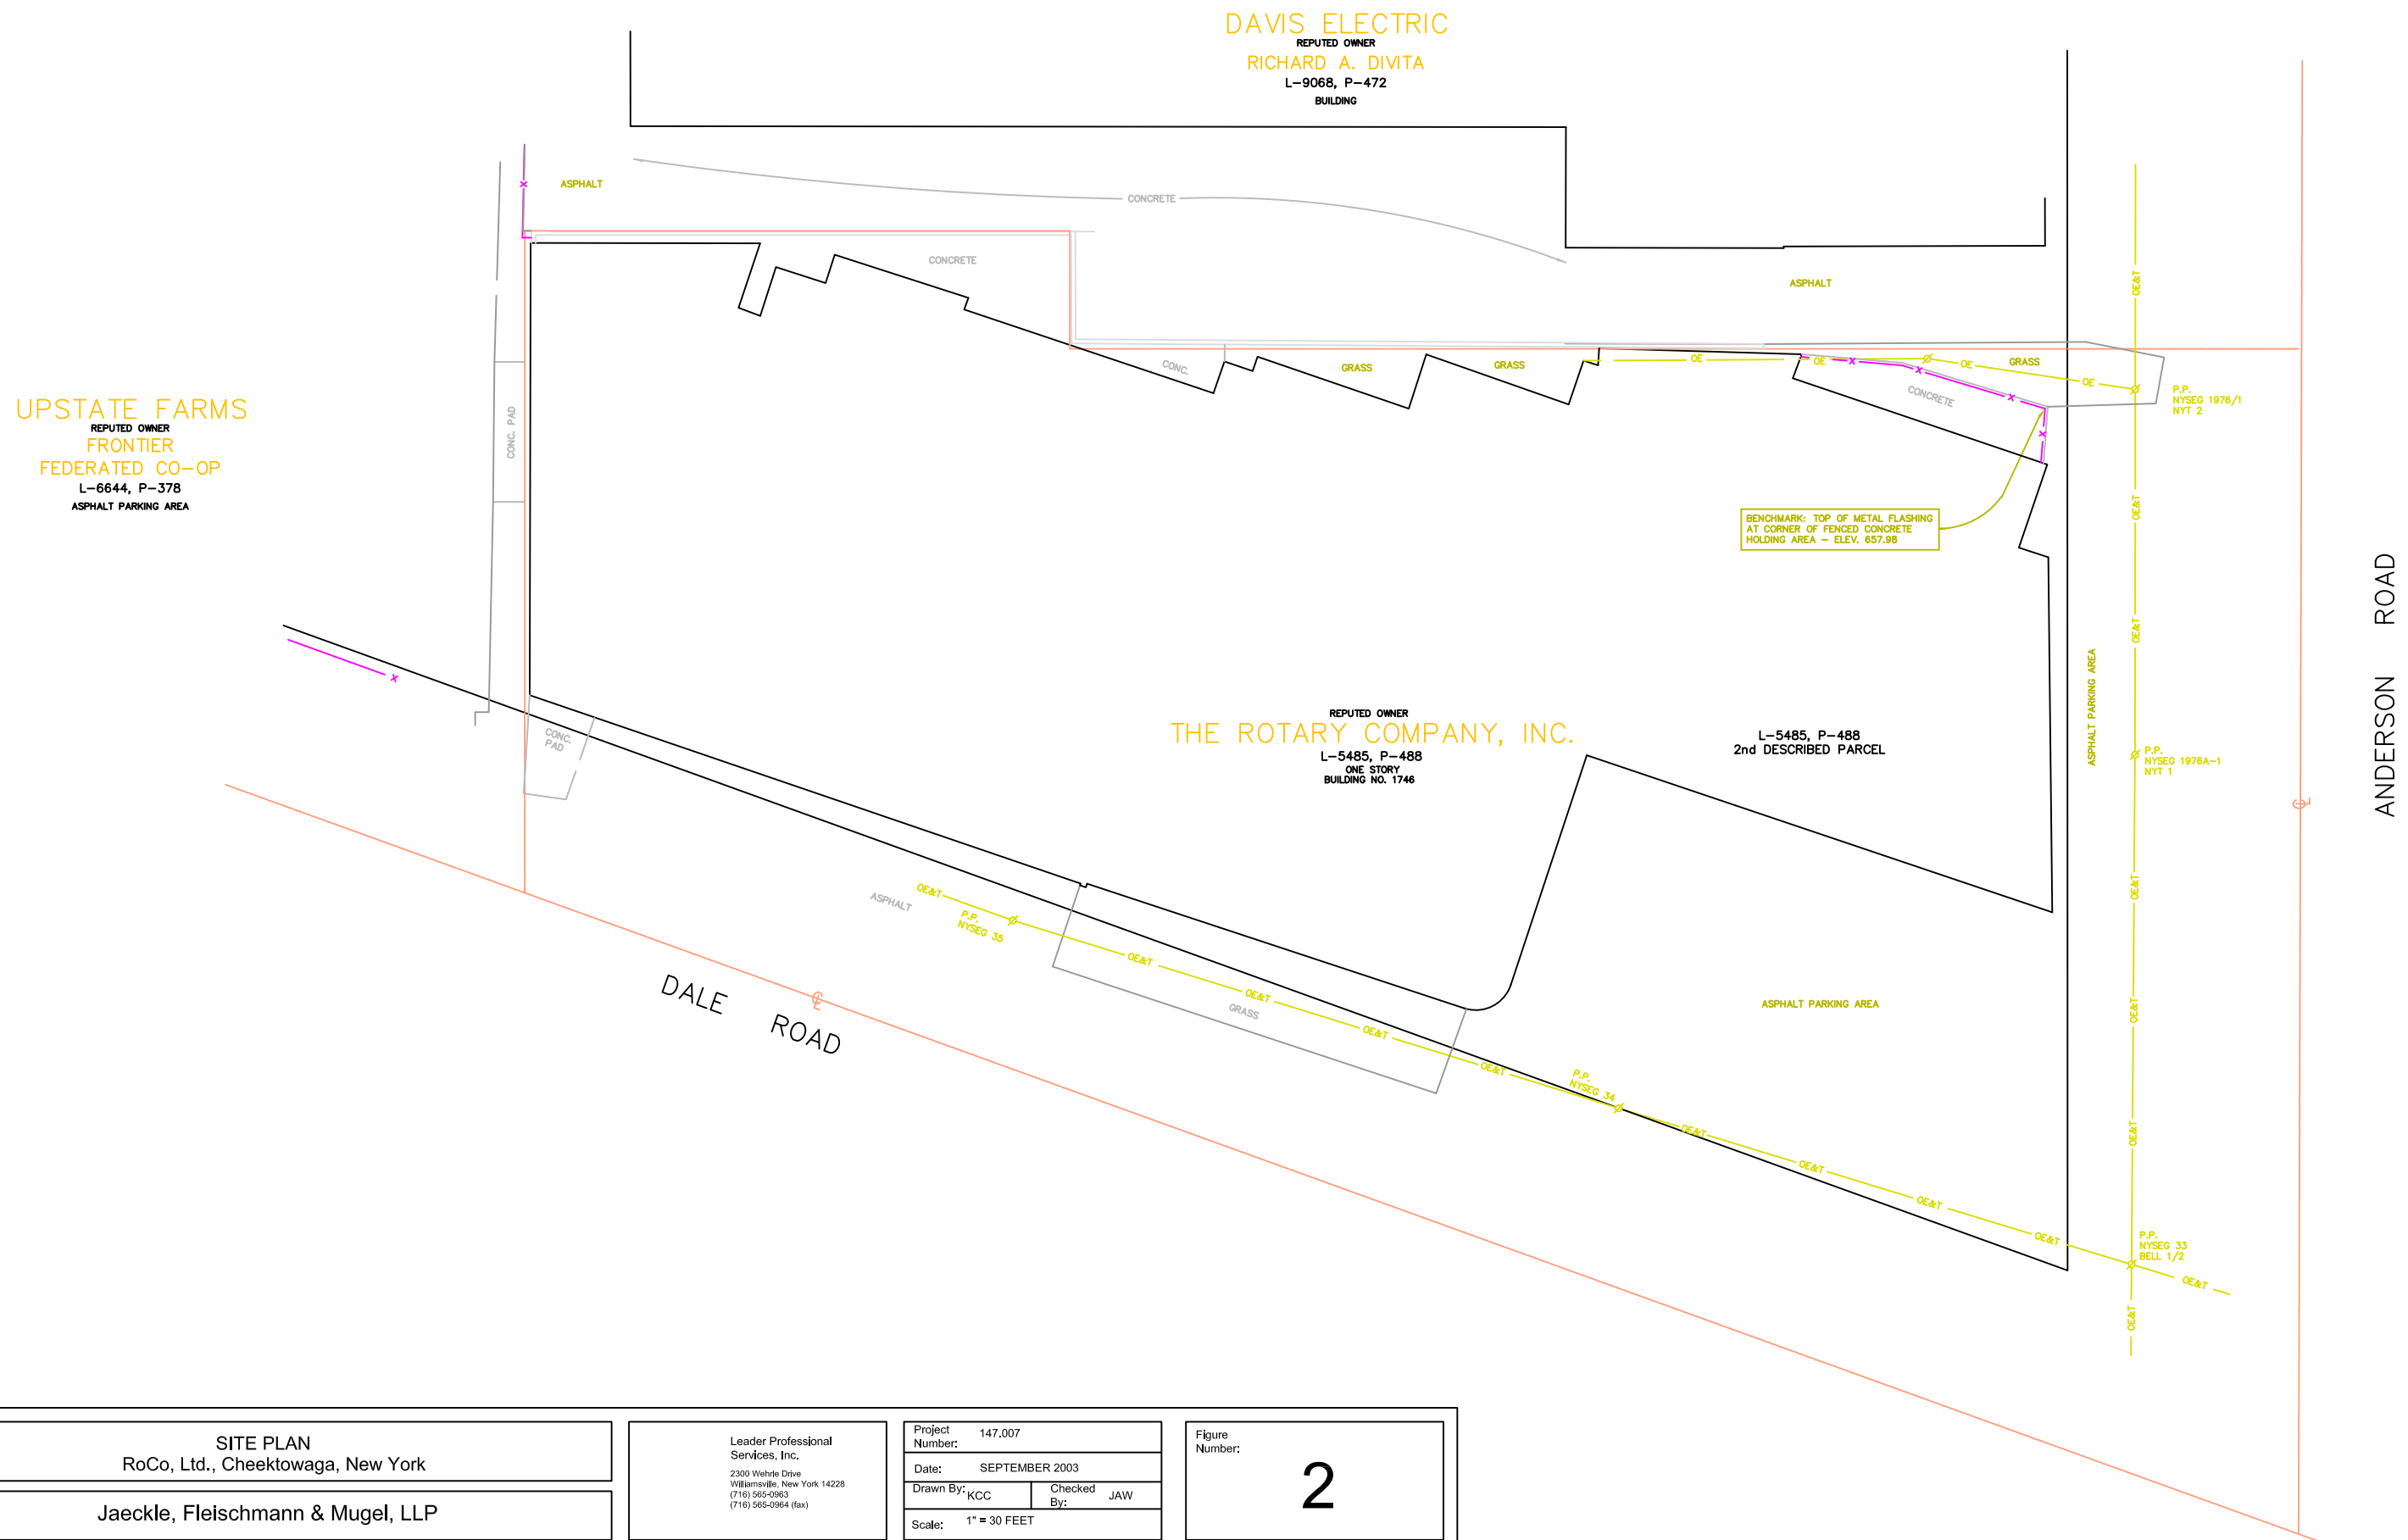 DAVIS ELECTRIC
REPUTED OWNER
RICHARD A. DIVITA
L-9068, P-472
BUILDING
ASPHALT
CONCRETE
CONCRETE
ASPHALT
OE&T
CONC.
GRASS
GRASS
OE
OE
OE
OE
GRASS
CONCRETE
P.P.
NYSEG 1976/1
NYT 2
UPSTATE FARMS
REPUTED OWNER
FRONTIER
FEDERATED CO-OP
L-6644, P-378
ASPHALT PARKING AREA
CONC. PAD
BENCHMARK: TOP OF METAL FLASHING
AT CORNER OF FENCED CONCRETE
HOLDING AREA - ELEV. 657.98
OE&T
OE&T
ANDERSON ROAD
ASPHALT PARKING AREA
REPUTED OWNER
THE ROTARY COMPANY, INC.
L-5485, P-488
ONE STORY
BUILDING NO. 1746
L-5485, P-488
2nd DESCRIBED PARCEL
P.P.
NYSEG 1976A-1
NYT 1
CONC.
PAD
ASPHALT
OE&T
P.P.
NYSEG 35
OE&T
OE&T
GRASS
OE&T
OE&T
P.P.
NYSEG 34
OE&T
OE&T
OE&T
OE&T
OE&T
ASPHALT PARKING AREA
OE&T
OE&T
OE&T
OE&T
DALE ROAD
P.P.
NYSEG 33
BELL 1/2
SITE PLAN
RoCo, Ltd., Cheektowaga, New York
Jaeckle, Fleischmann & Mugel, LLP
Leader Professional
Services, Inc.
2300 Wehrle Drive
Williamsville, New York 14228
(716) 565-0963
(716) 565-0964 (fax)
Project
Number: 147.007
Date: SEPTEMBER 2003
Drawn By: KCC
Checked
By: JAW
Scale: 1" = 30 FEET
Figure
Number:
2